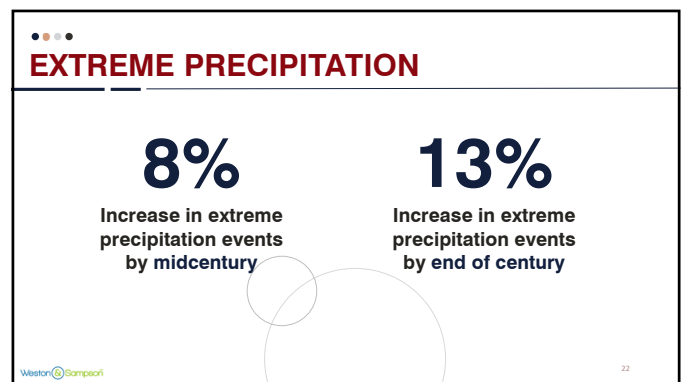 EXTREME PRECIPITATION
8%
Increase in extreme
precipitation events
by midcentury
13%
Increase in extreme
precipitation events
by end of century
Weston & Sampson
22